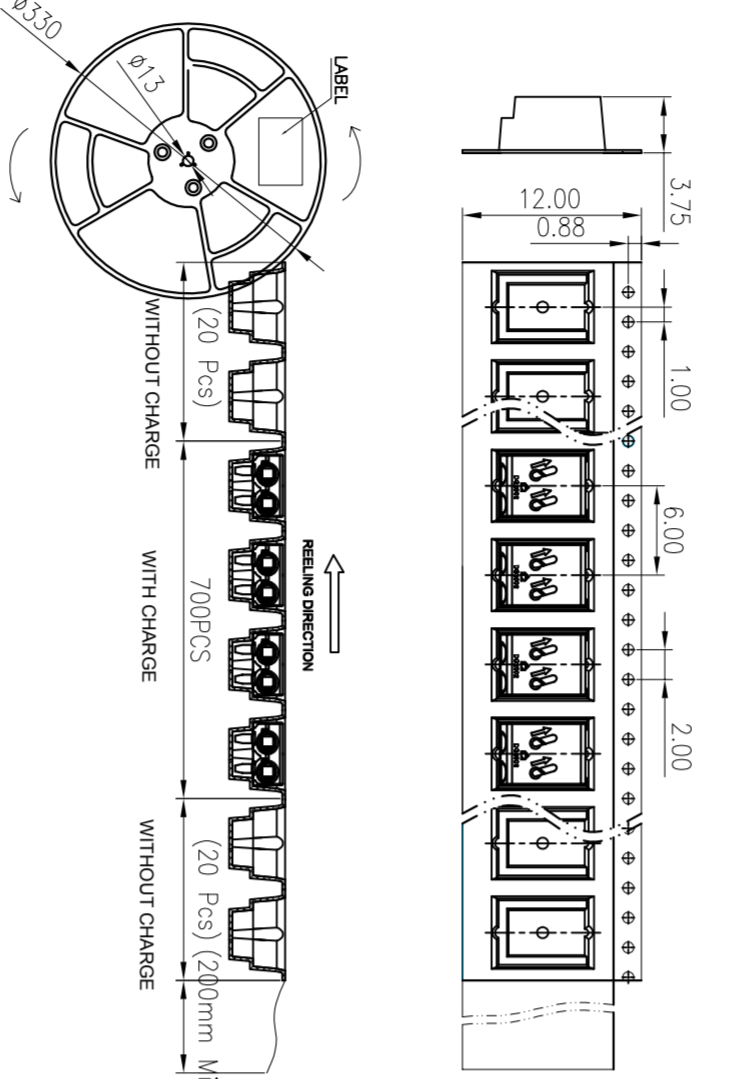 Ø330
Ø13
LABEL
3.75
12.00
0.88
1.00
6.00
2.00
(20 Pcs)
WITHOUT CHARGE
700PCS
WITH CHARGE
REELING DIRECTION
(20 Pcs)
(200mm
WITHOUT CHARGE